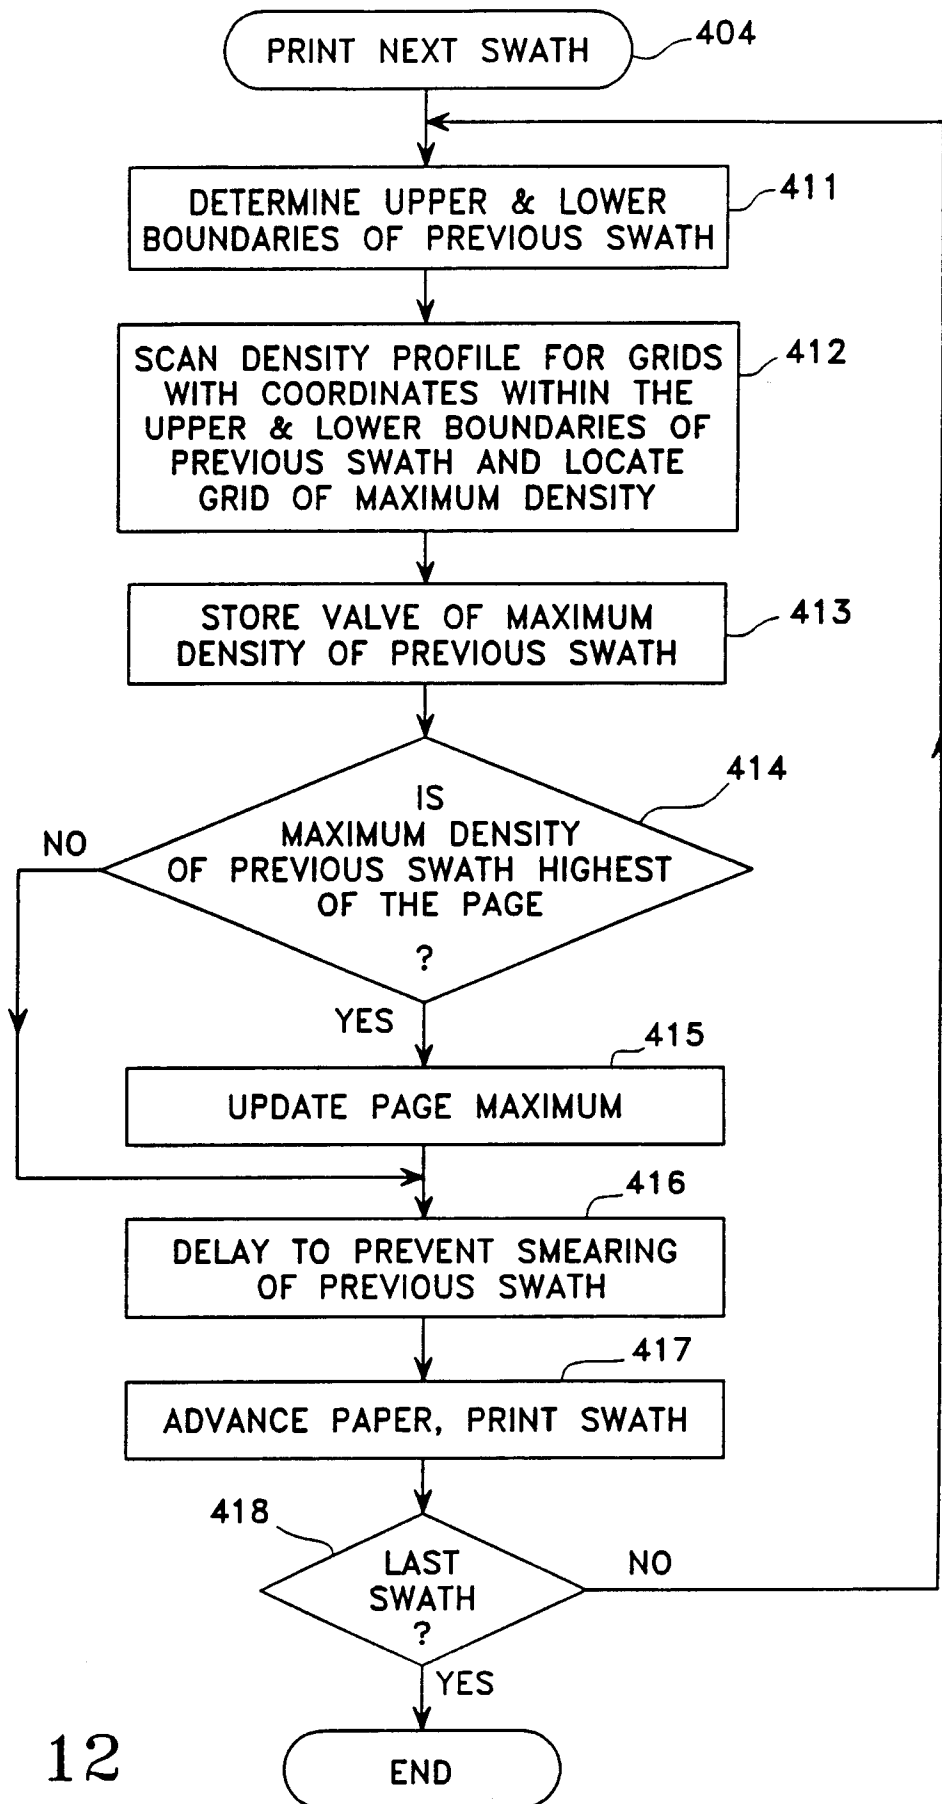 PRINT NEXT SWATH
404
DETERMINE UPPER & LOWER
BOUNDARIES OF PREVIOUS SWATH
411
SCAN DENSITY PROFILE FOR GRIDS
WITH COORDINATES WITHIN THE
UPPER & LOWER BOUNDARIES OF
PREVIOUS SWATH AND LOCATE
GRID OF MAXIMUM DENSITY
412
STORE VALVE OF MAXIMUM
DENSITY OF PREVIOUS SWATH
413
IS
MAXIMUM DENSITY
OF PREVIOUS SWATH HIGHEST
OF THE PAGE
?
414
NO
YES
415
UPDATE PAGE MAXIMUM
416
DELAY TO PREVENT SMEARING
OF PREVIOUS SWATH
417
ADVANCE PAPER, PRINT SWATH
418
LAST
SWATH
?
NO
YES
END
12